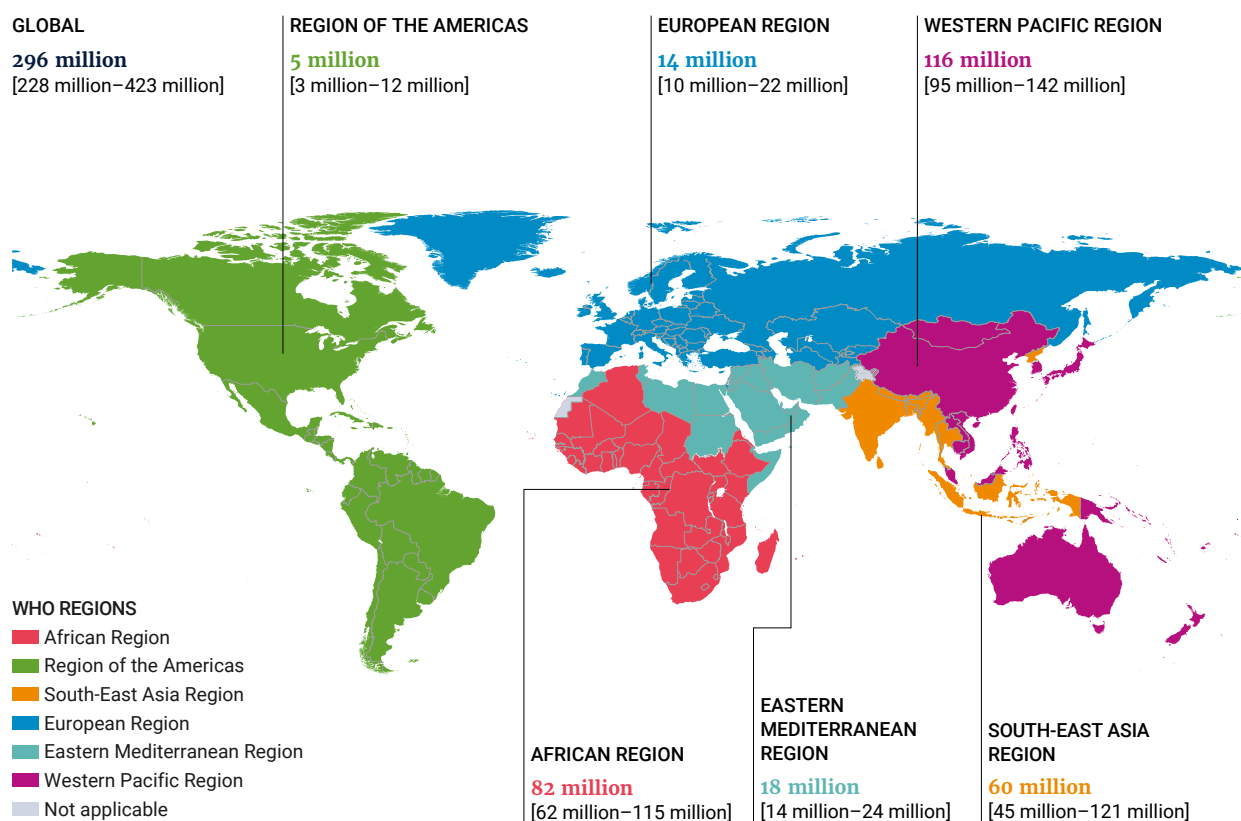 GLOBAL
296 million
[228 million–423 million]
REGION OF THE AMERICAS
5 million
[3 million–12 million]
EUROPEAN REGION
14 million
[10 million–22 million]
WESTERN PACIFIC REGION
116 million
[95 million–142 million]
WHO REGIONS
African Region
Region of the Americas
South-East Asia Region
European Region
Eastern Mediterranean Region
Western Pacific Region
Not applicable
AFRICAN REGION
82 million
[62 million–115 million]
EASTERN
MEDITERRANEAN
REGION
18 million
[14 million–24 million]
SOUTH-EAST ASIA
REGION
60 million
[45 million–121 million]